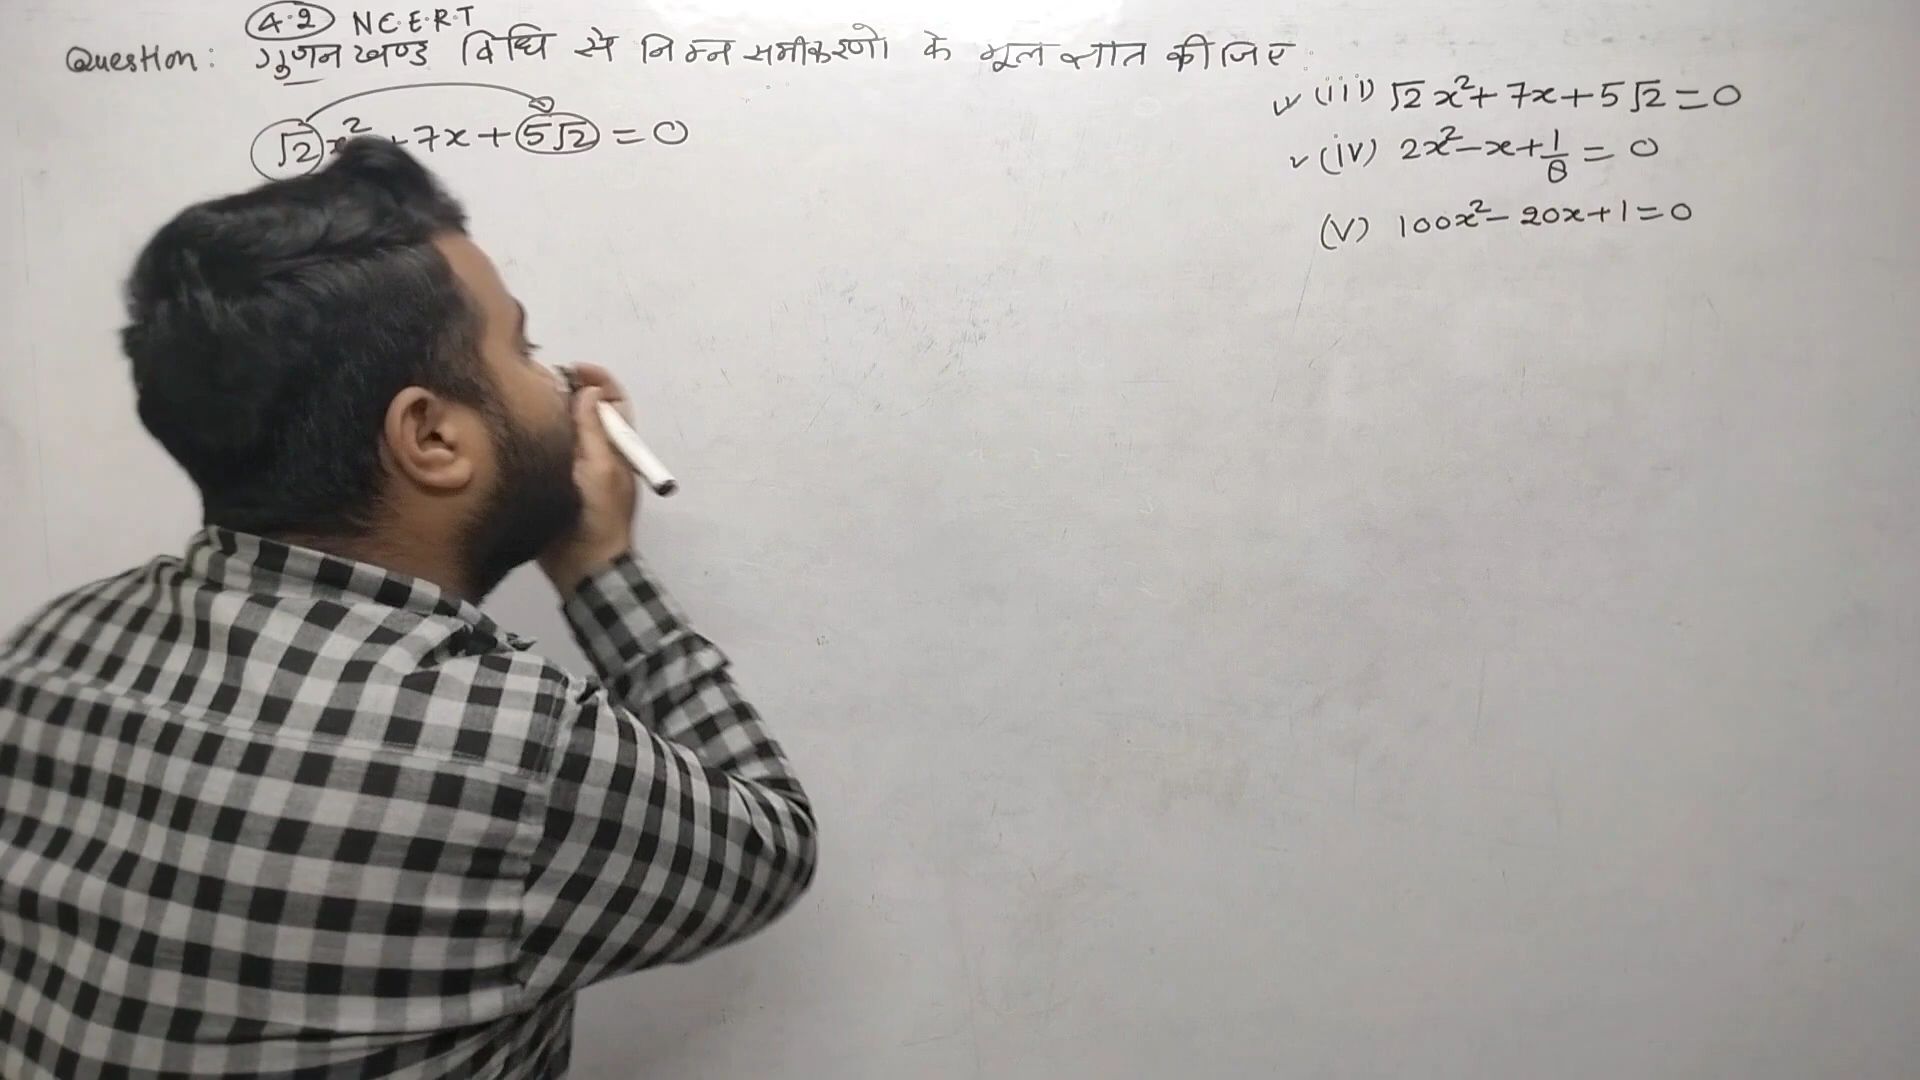 4.2 N.C.E.R.T
Question: गुणनखण्ड विधि से निम्न समीकरणो के मूल ज्ञात कीजिए:
√2x²+7x+5√2=0
(iii) √2x²+7x+5√2=0
(iv) 2x²-x+1/8=0
(v) 100x²-20x+1=0